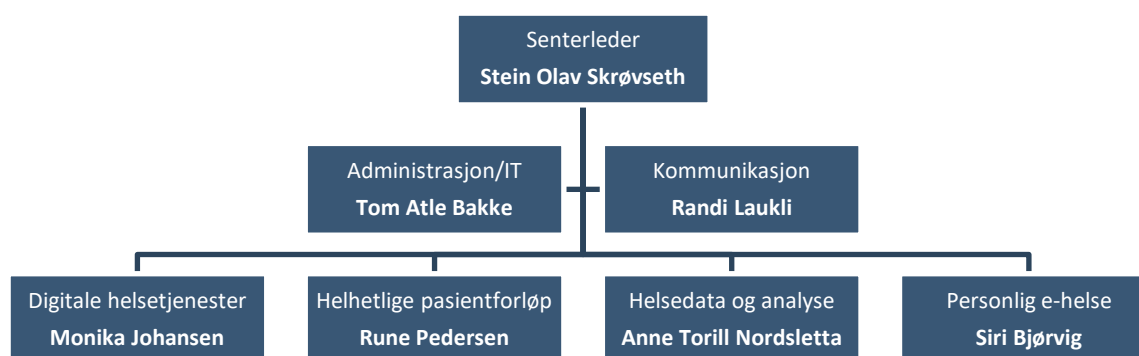 Senterleder
Stein Olav Skrøvseth
Administrasjon/IT
Tom Atle Bakke
Kommunikasjon
Randi Laukli
Digitale helsetjenester
Monika Johansen
Helhetlige pasientforløp
Rune Pedersen
Helsedata og analyse
Anne Torill Nordsletta
Personlig e-helse
Siri Bjørvig